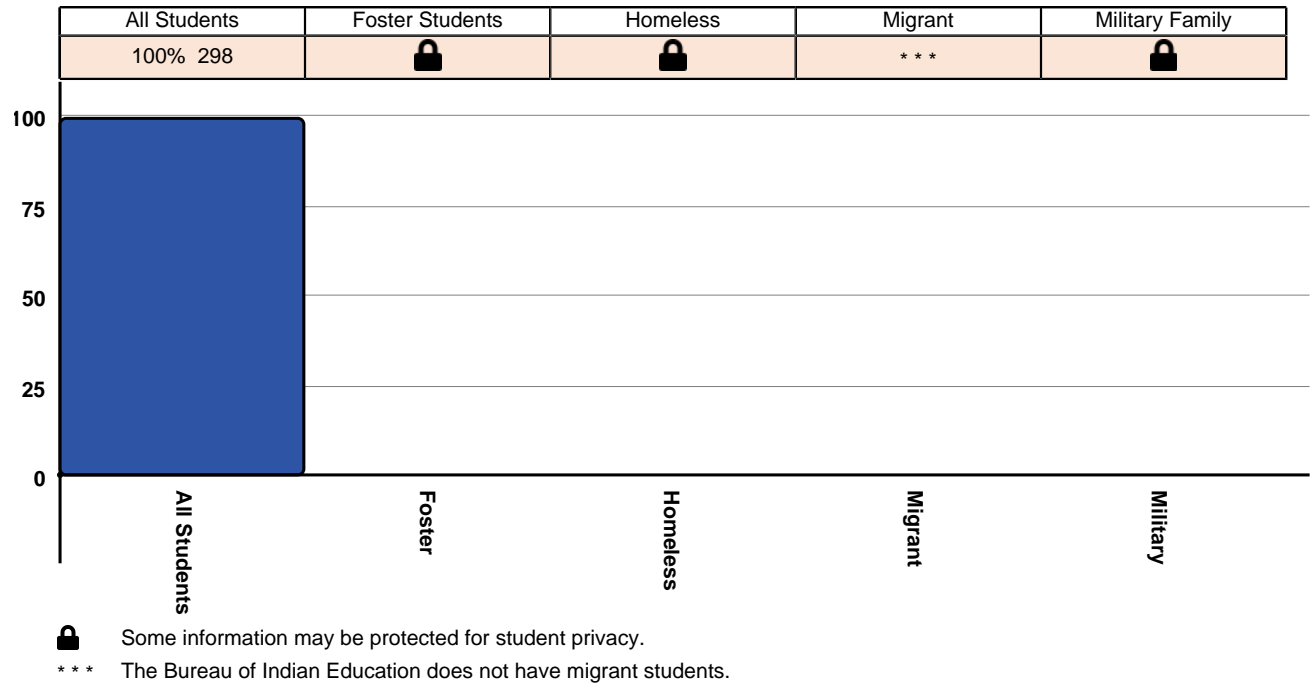 All Students Foster Students Homeless Migrant Military Family
100% 298 * * *
100
75
50
25
0
All Students
Foster
Homeless
Migrant
Military
Some information may be protected for student privacy.
* * * The Bureau of Indian Education does not have migrant students.